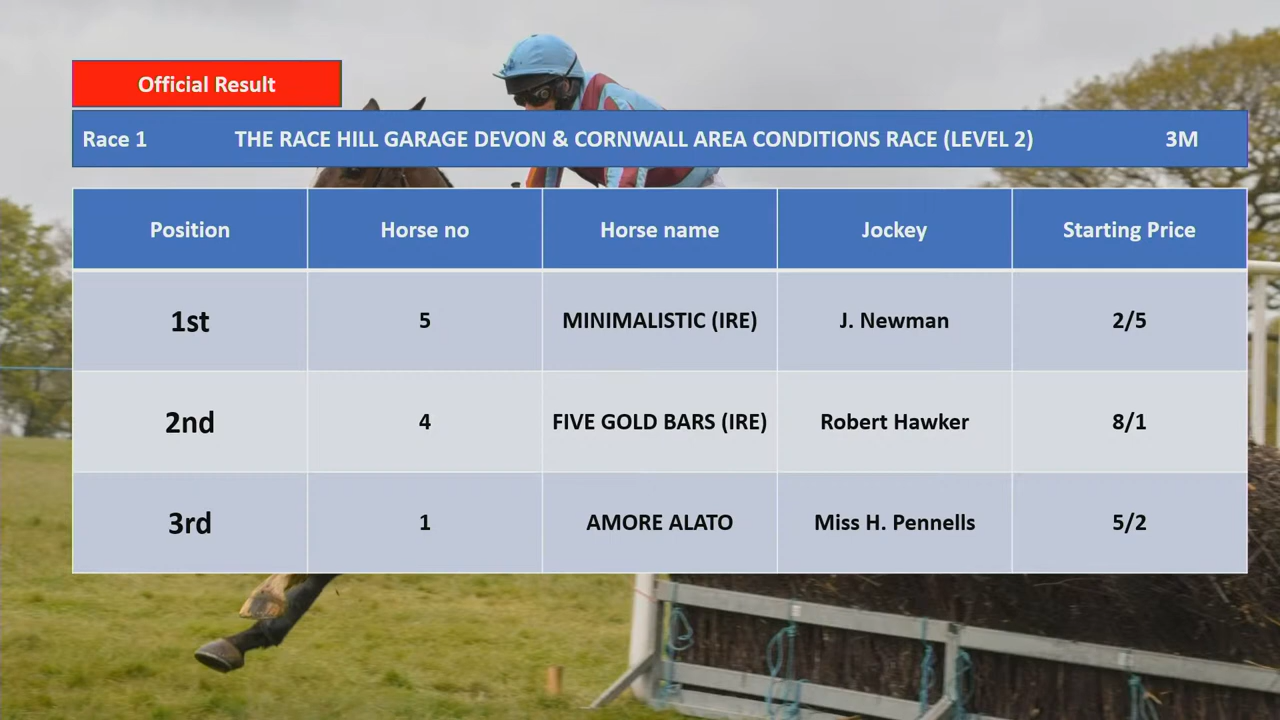 Official Result
Race 1 THE RACE HILL GARAGE DEVON & CORNWALL AREA CONDITIONS RACE (LEVEL 2) 3M
Position Horse no Horse name Jockey Starting Price
1st 5 MINIMALISTIC (IRE) J. Newman 2/5
2nd 4 FIVE GOLD BARS (IRE) Robert Hawker 8/1
3rd 1 AMORE ALATO Miss H. Pennells 5/2